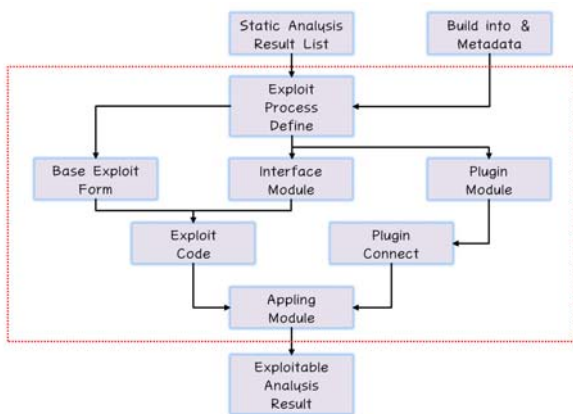 Static Analysis
Result List
Build into &
Metadata
Exploit
Process
Define
Base Exploit
Form
Interface
Module
Plugin
Module
Exploit
Code
Plugin
Connect
Appling
Module
Exploitable
Analysis
Result